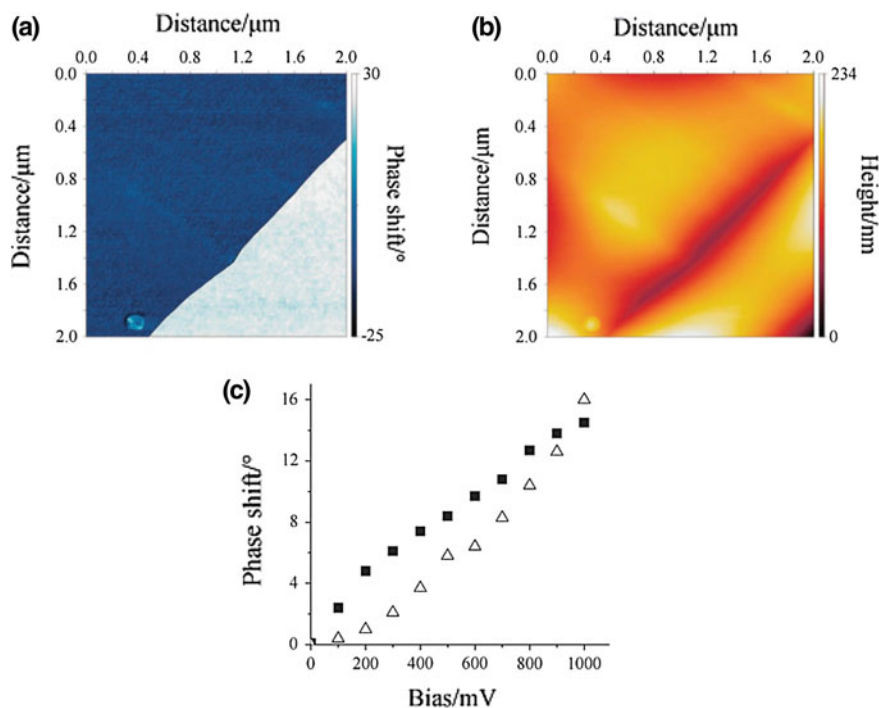 (a)
Distance/μm
0.0 0.4 0.8 1.2 1.6 2.0
0.0
0.4
0.8
1.2
1.6
2.0
Distance/μm
30
-25
Phase shift/°
(b)
Distance/μm
0.0 0.4 0.8 1.2 1.6 2.0
0.0
0.4
0.8
1.2
1.6
2.0
Distance/μm
234
0
Height/nm
(c)
16
12
8
4
0
Phase shift/°
0 200 400 600 800 1000
Bias/mV